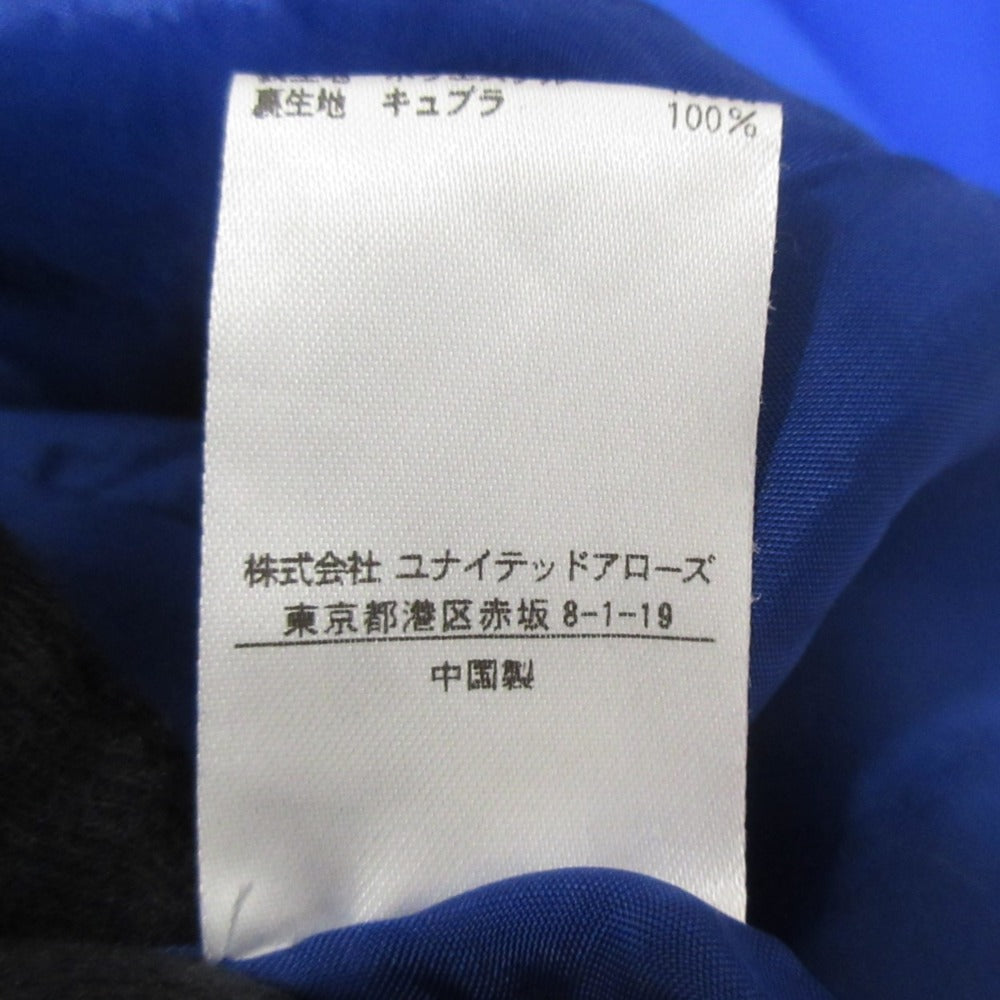 裏生地 キュプラ 100%
株式会社 ユナイテッドアローズ
東京都港区赤坂 8-1-19
中国製